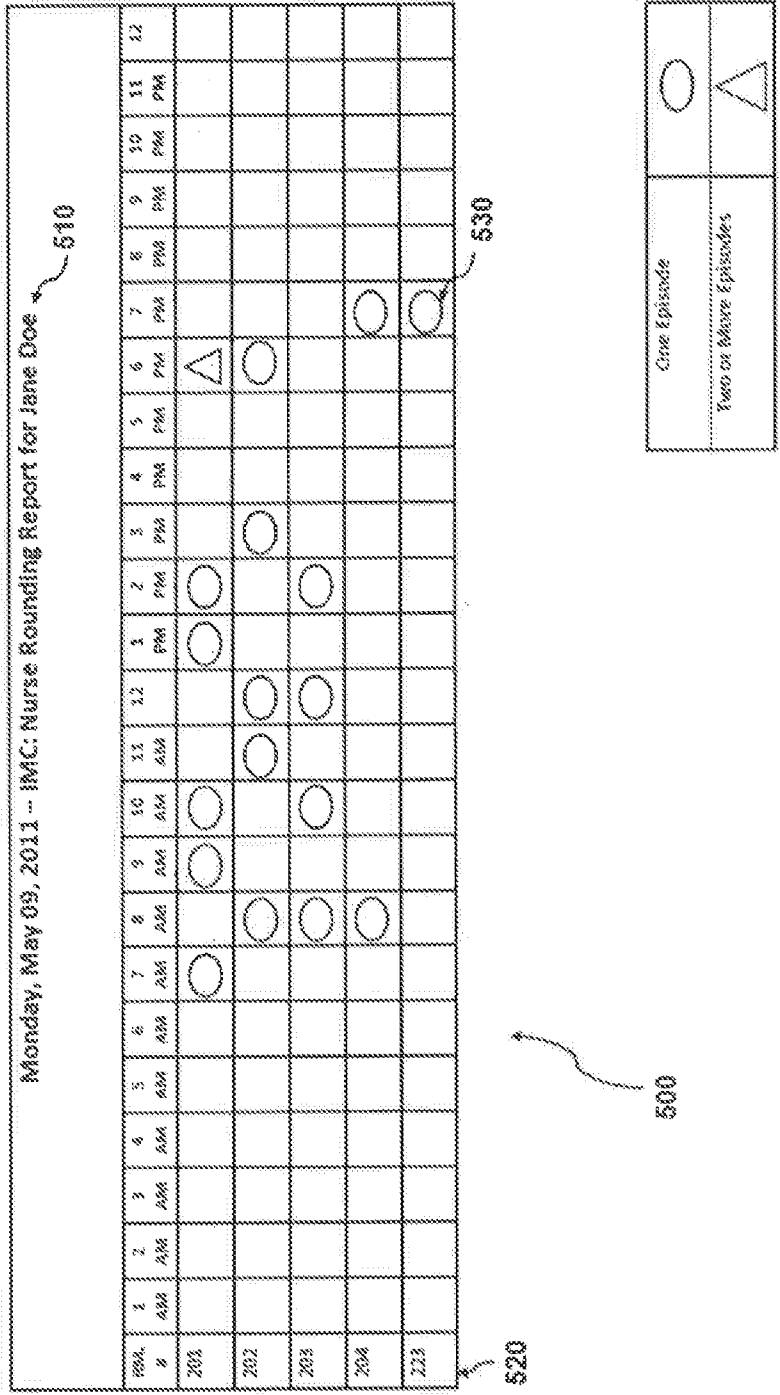 Monday, May 09, 2011 – IMC: Nurse Rounding Report for Jane Doe
510
RM. # 1 AM 2 AM 3 AM 4 AM 5 AM 6 AM 7 AM 8 AM 9 AM 10 AM 11 AM 12 1 PM 2 PM 3 PM 4 PM 5 PM 6 PM 7 PM 8 PM 9 PM 10 PM 11 PM 12
201
202
203
204
223
520
530
500
One Episode
Two or More Episodes